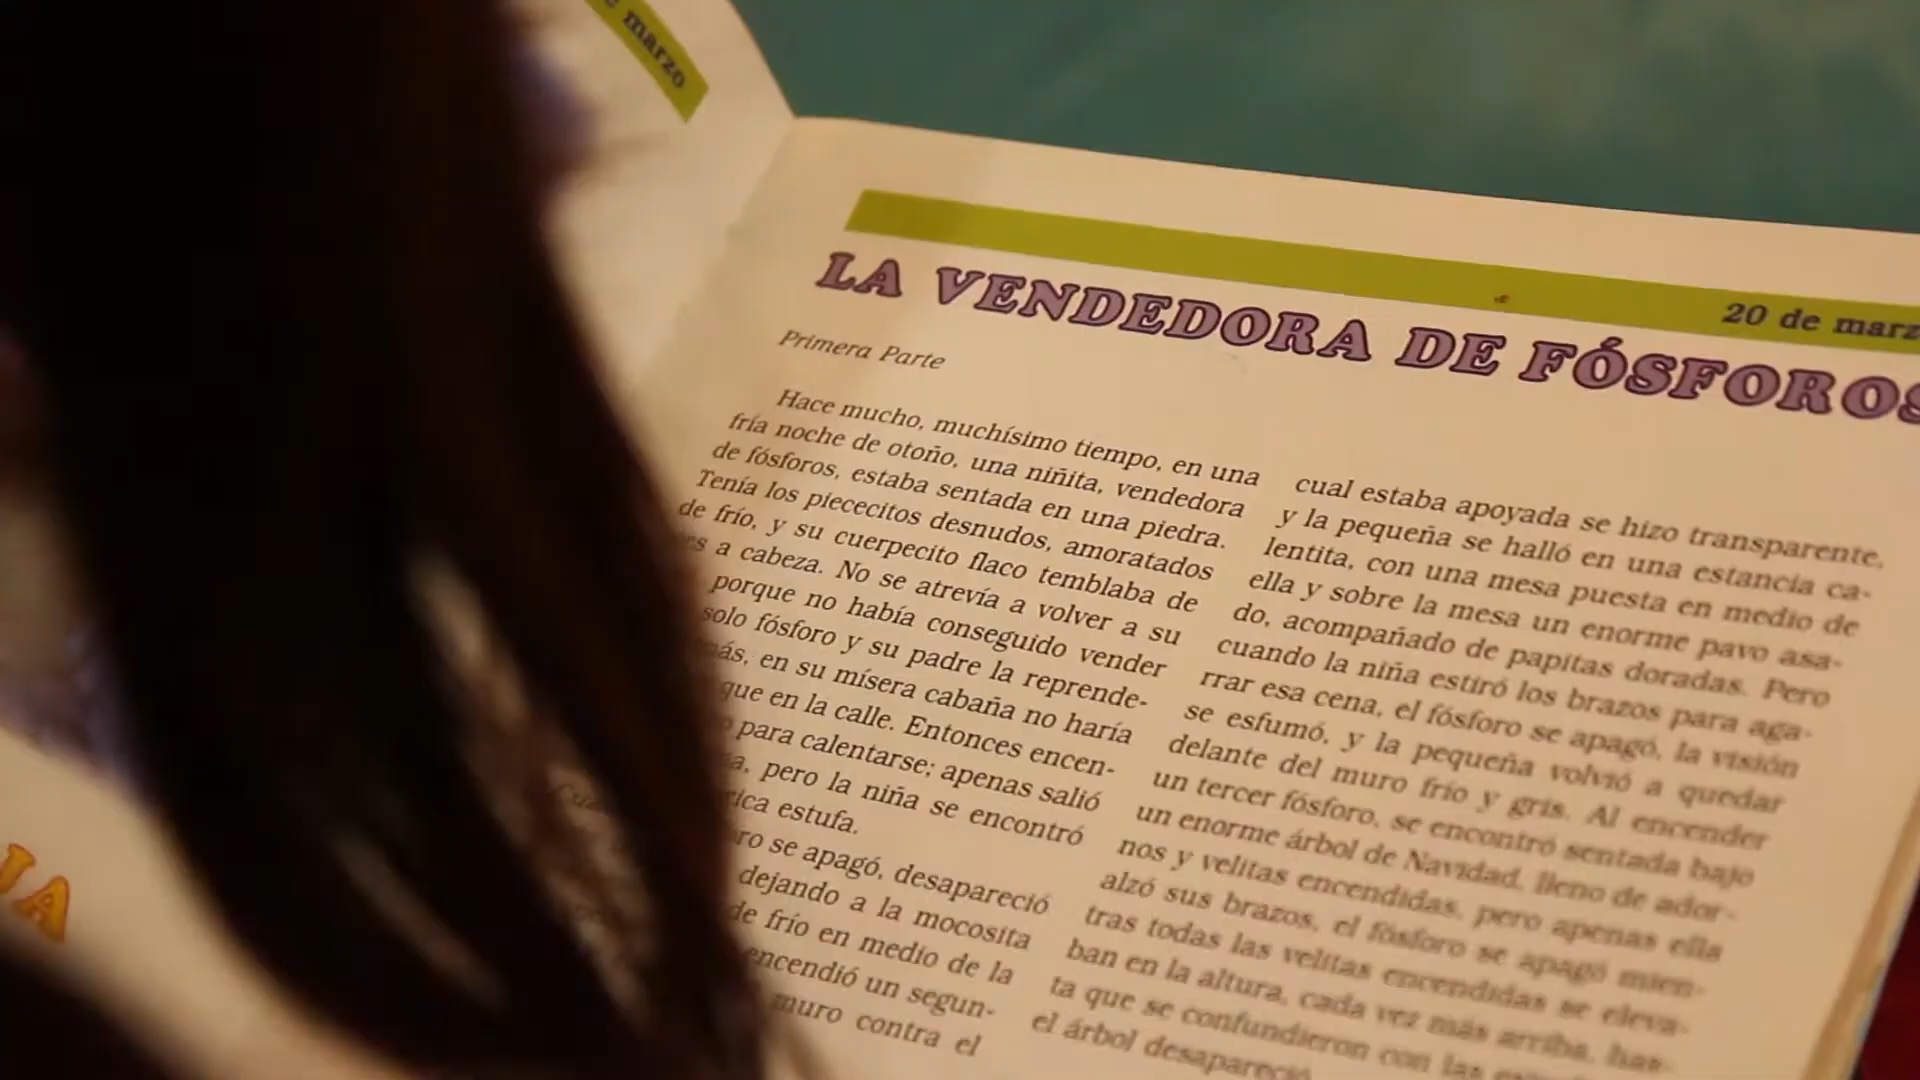 marzo
20 de marz
LA VENDEDORA DE FÓSFOROS
Primera Parte
Hace mucho, muchísimo tiempo, en una
fría noche de otoño, una niñita, vendedora
de fósforos, estaba sentada en una piedra.
Tenía los piececitos desnudos, amoratados
de frío, y su cuerpecito flaco temblaba de
es a cabeza. No se atrevía a volver a su
porque no había conseguido vender
solo fósforo y su padre la reprende-
más, en su mísera cabaña no haría
que en la calle. Entonces encen-
para calentarse; apenas salió
pero la niña se encontró
rica estufa.
ro se apagó, desapareció
dejando a la mocosita
de frío en medio de la
encendió un segun-
muro contra el
cual estaba apoyada se hizo transparente,
y la pequeña se halló en una estancia ca-
lentita, con una mesa puesta en medio de
ella y sobre la mesa un enorme pavo asa-
do, acompañado de papitas doradas. Pero
cuando la niña estiró los brazos para aga-
rrar esa cena, el fósforo se apagó, la visión
se esfumó, y la pequeña volvió a quedar
delante del muro frío y gris. Al encender
un tercer fósforo, se encontró sentada bajo
un enorme árbol de Navidad, lleno de ador-
nos y velitas encendidas, pero apenas ella
alzó sus brazos, el fósforo se apagó mien-
tras todas las velitas encendidas se eleva-
ban en la altura, cada vez más arriba, has-
ta que se confundieron con las
el árbol desapareció